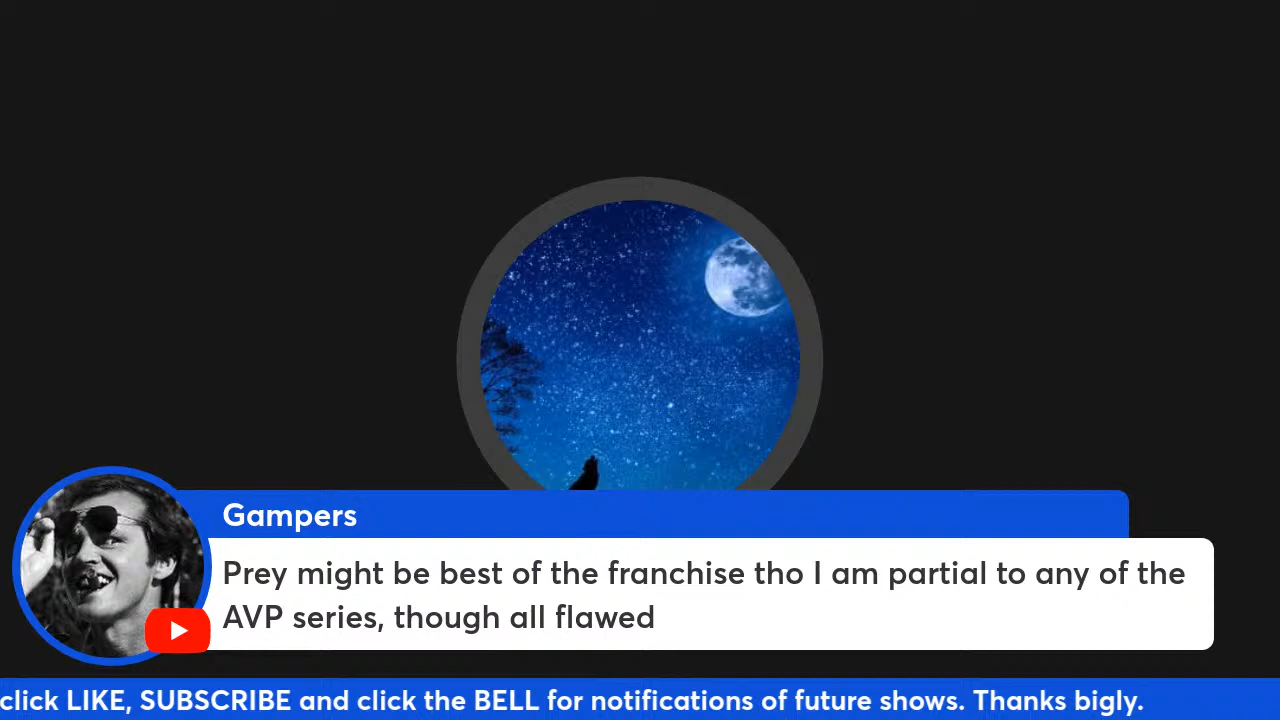 Gampers
Prey might be best of the franchise tho I am partial to any of the
AVP series, though all flawed
click LIKE, SUBSCRIBE and click the BELL for notifications of future shows. Thanks bigly.